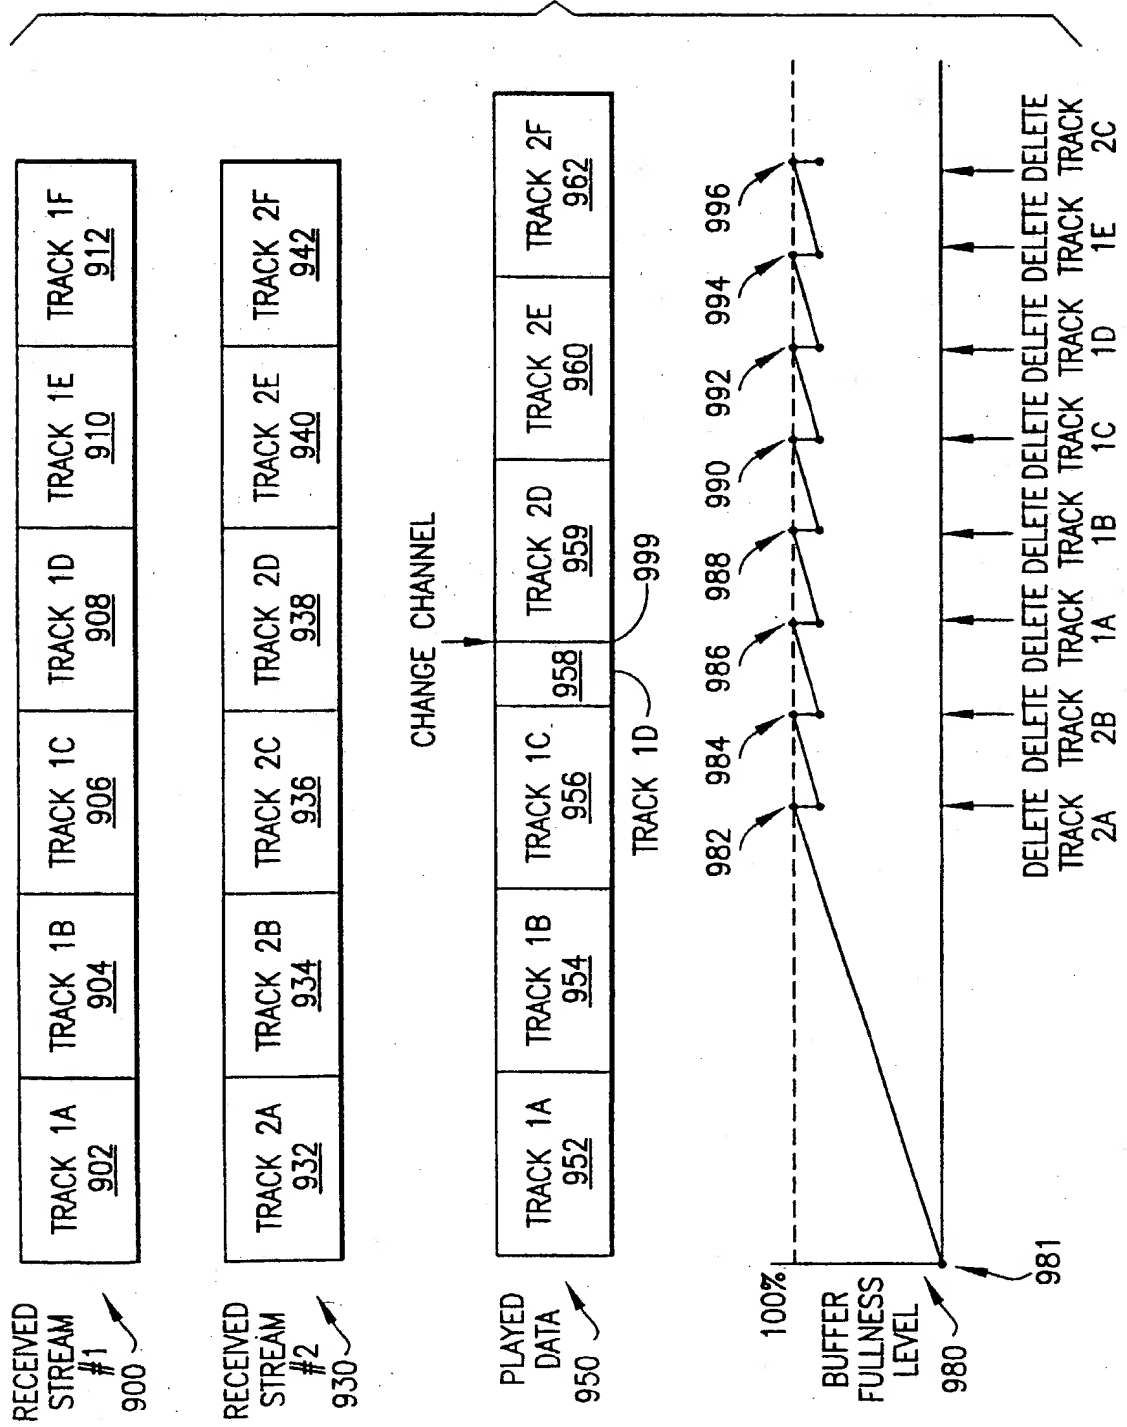 RECEIVED
STREAM
#1
900
TRACK 1A
902
TRACK 1B
904
TRACK 1C
906
TRACK 1D
908
TRACK 1E
910
TRACK 1F
912
RECEIVED
STREAM
#2
930
TRACK 2A
932
TRACK 2B
934
TRACK 2C
936
TRACK 2D
938
TRACK 2E
940
TRACK 2F
942
CHANGE CHANNEL
PLAYED
DATA
950
TRACK 1A
952
TRACK 1B
954
TRACK 1C
956
958
TRACK 2D
959
TRACK 2E
960
TRACK 2F
962
TRACK 1D
999
100%
BUFFER
FULLNESS
LEVEL
980
981
982
984
986
988
990
992
994
996
DELETE
TRACK
2A
DELETE
TRACK
2B
DELETE
TRACK
1A
DELETE
TRACK
1B
DELETE
TRACK
1C
DELETE
TRACK
1D
DELETE
TRACK
1E
DELETE
TRACK
2C